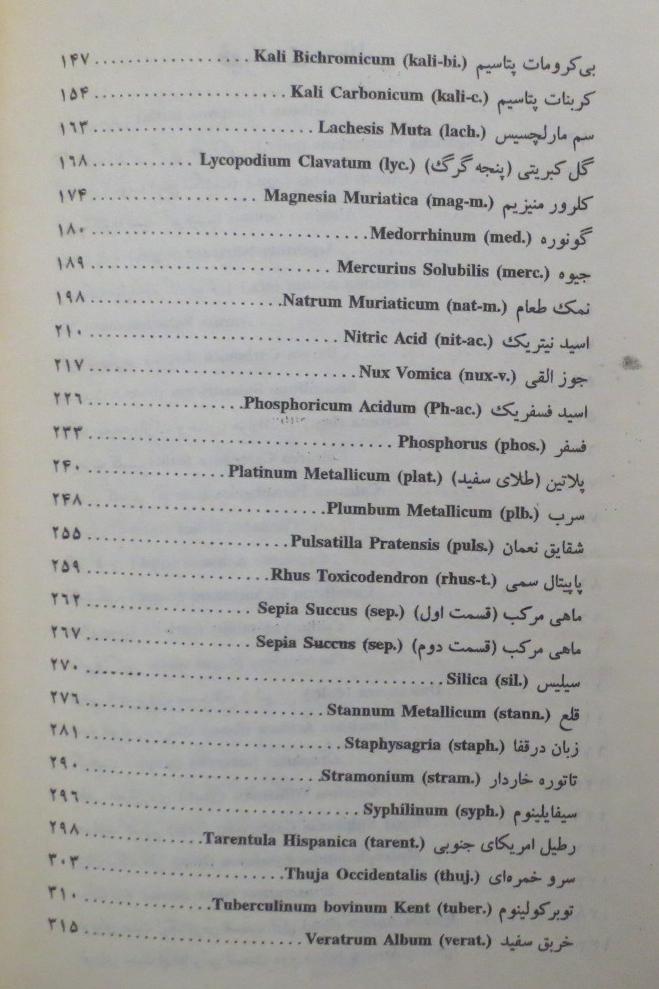 بی‌کرومات پتاسیم Kali Bichromicum (kali-bi.) ۱۴۷
کربنات پتاسیم Kali Carbonicum (kali-c.) ۱۵۴
سم مارلچسیس Lachesis Muta (lach.) ۱۶۳
گل کبریتی (پنجه گرگ) Lycopodium Clavatum (lyc.) ۱۶۸
کلرور منیزیم Magnesia Muriatica (mag-m.) ۱۷۴
گونوره Medorrhinum (med.) ۱۸۰
جیوه Mercurius Solubilis (merc.) ۱۸۹
نمک طعام Natrum Muriaticum (nat-m.) ۱۹۸
اسید نیتریک Nitric Acid (nit-ac.) ۲۱۰
جوز القی Nux Vomica (nux-v.) ۲۱۷
اسید فسفریک Phosphoricum Acidum (Ph-ac.) ۲۲۶
فسفر Phosphorus (phos.) ۲۳۳
پلاتین (طلای سفید) Platinum Metallicum (plat.) ۲۴۰
سرب Plumbum Metallicum (plb.) ۲۴۸
شقایق نعمان Pulsatilla Pratensis (puls.) ۲۵۵
پاپیتال سمی Rhus Toxicodendron (rhus-t.) ۲۵۹
ماهی مرکب (قسمت اول) Sepia Succus (sep.) ۲۶۲
ماهی مرکب (قسمت دوم) Sepia Succus (sep.) ۲۶۷
سیلیس Silica (sil.) ۲۷۰
قلع Stannum Metallicum (stann.) ۲۷۶
زبان درقفا Staphysagria (staph.) ۲۸۱
تاتوره خاردار Stramonium (stram.) ۲۹۰
سیفایلینوم Syphilinum (syph.) ۲۹۶
رطیل امریکای جنوبی Tarentula Hispanica (tarent.) ۲۹۸
سرو خمره‌ای Thuja Occidentalis (thuj.) ۳۰۳
توبرکولینوم Tuberculinum bovinum Kent (tuber.) ۳۱۰
خربق سفید Veratrum Album (verat.) ۳۱۵